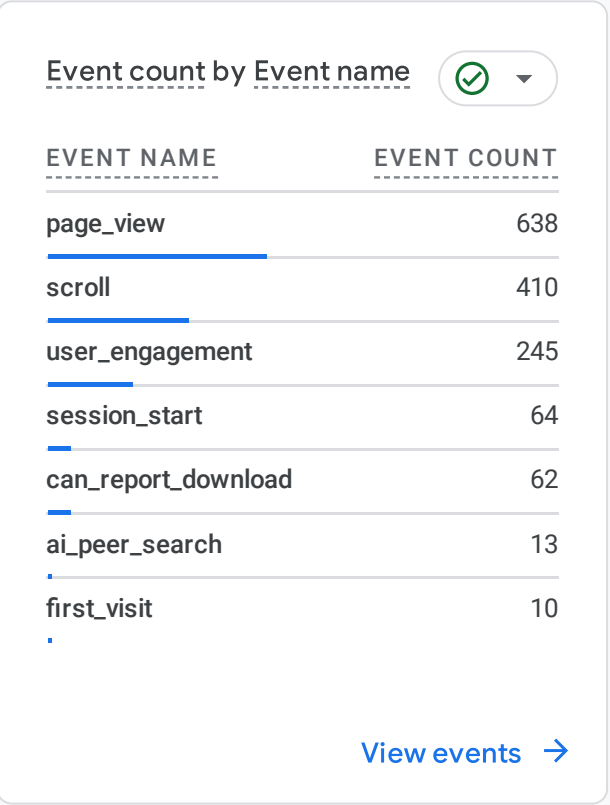 Event count by Event name
EVENT NAME EVENT COUNT
page_view 638
scroll 410
user_engagement 245
session_start 64
can_report_download 62
ai_peer_search 13
first_visit 10
View events